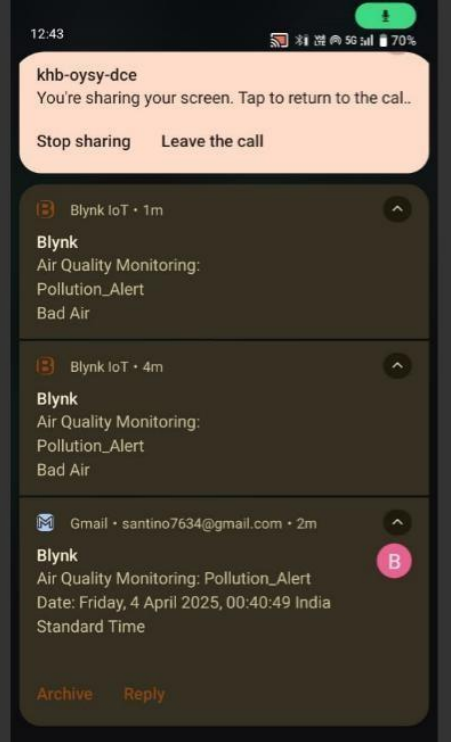 12:43
5G 70%
khb-oysy-dce
You're sharing your screen. Tap to return to the cal..
Stop sharing Leave the call
Blynk IoT • 1m
Blynk
Air Quality Monitoring:
Pollution_Alert
Bad Air
Blynk IoT • 4m
Blynk
Air Quality Monitoring:
Pollution_Alert
Bad Air
Gmail • santino7634@gmail.com • 2m
Blynk
B
Air Quality Monitoring: Pollution_Alert
Date: Friday, 4 April 2025, 00:40:49 India
Standard Time
Archive Reply